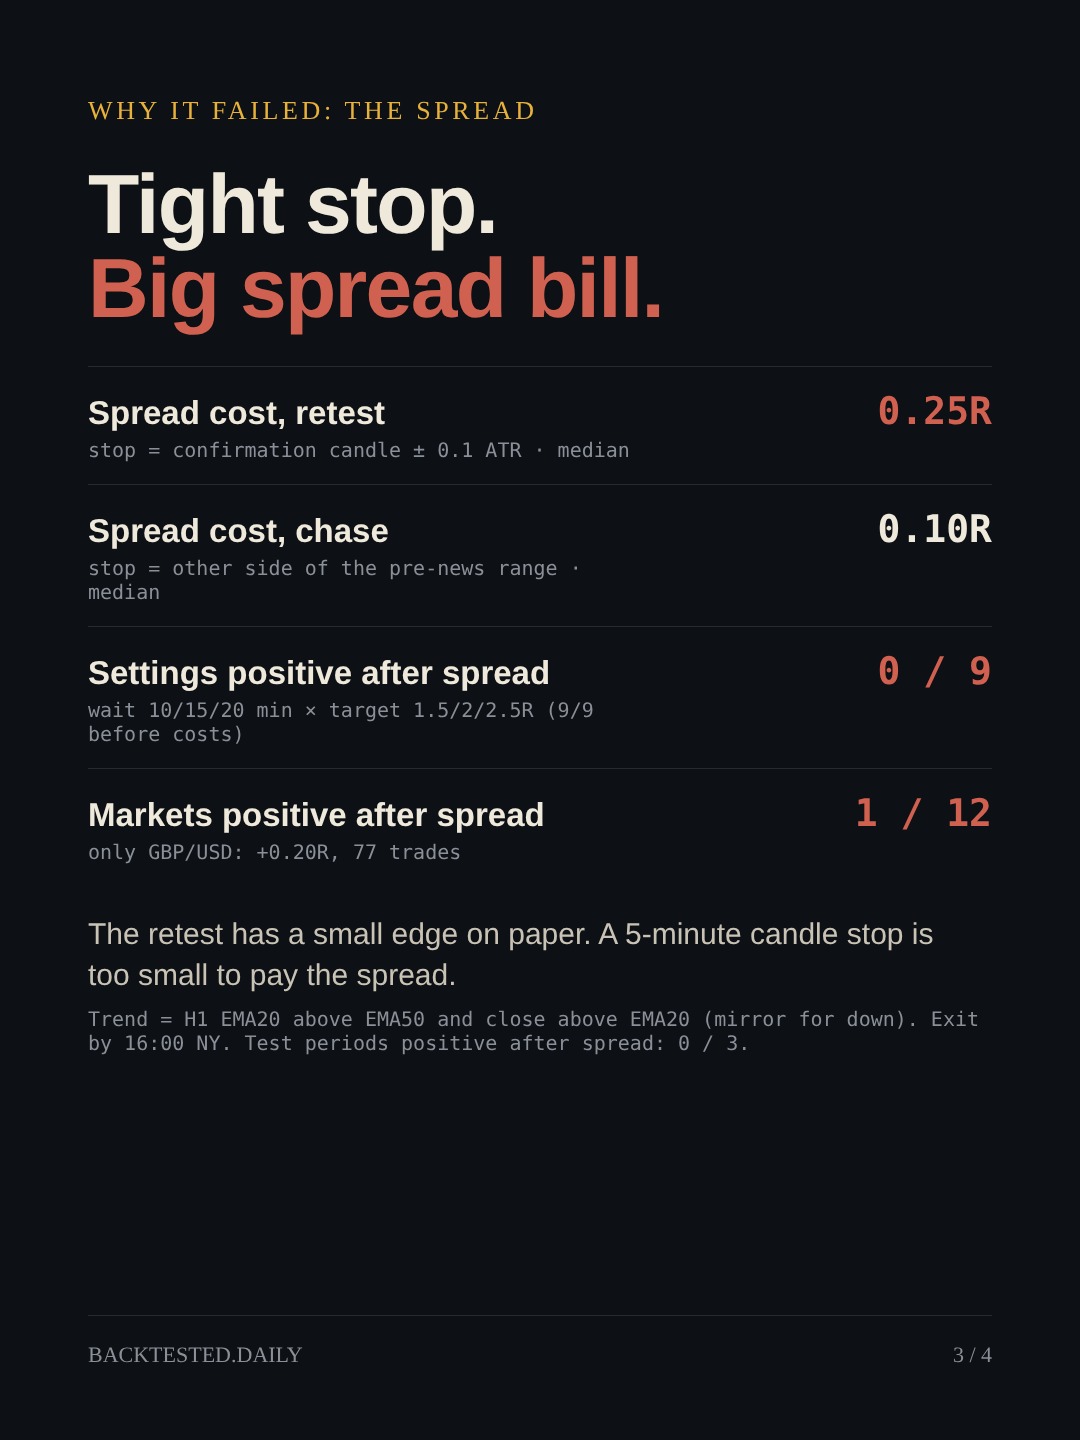 WHY IT FAILED: THE SPREAD
Tight stop.
Big spread bill.
Spread cost, retest
0.25R
stop = confirmation candle ± 0.1 ATR · median
Spread cost, chase
0.10R
stop = other side of the pre-news range ·
median
Settings positive after spread
0 / 9
wait 10/15/20 min × target 1.5/2/2.5R (9/9
before costs)
Markets positive after spread
1 / 12
only GBP/USD: +0.20R, 77 trades
The retest has a small edge on paper. A 5-minute candle stop is
too small to pay the spread.
Trend = H1 EMA20 above EMA50 and close above EMA20 (mirror for down). Exit
by 16:00 NY. Test periods positive after spread: 0 / 3.
BACKTESTED.DAILY
3 / 4